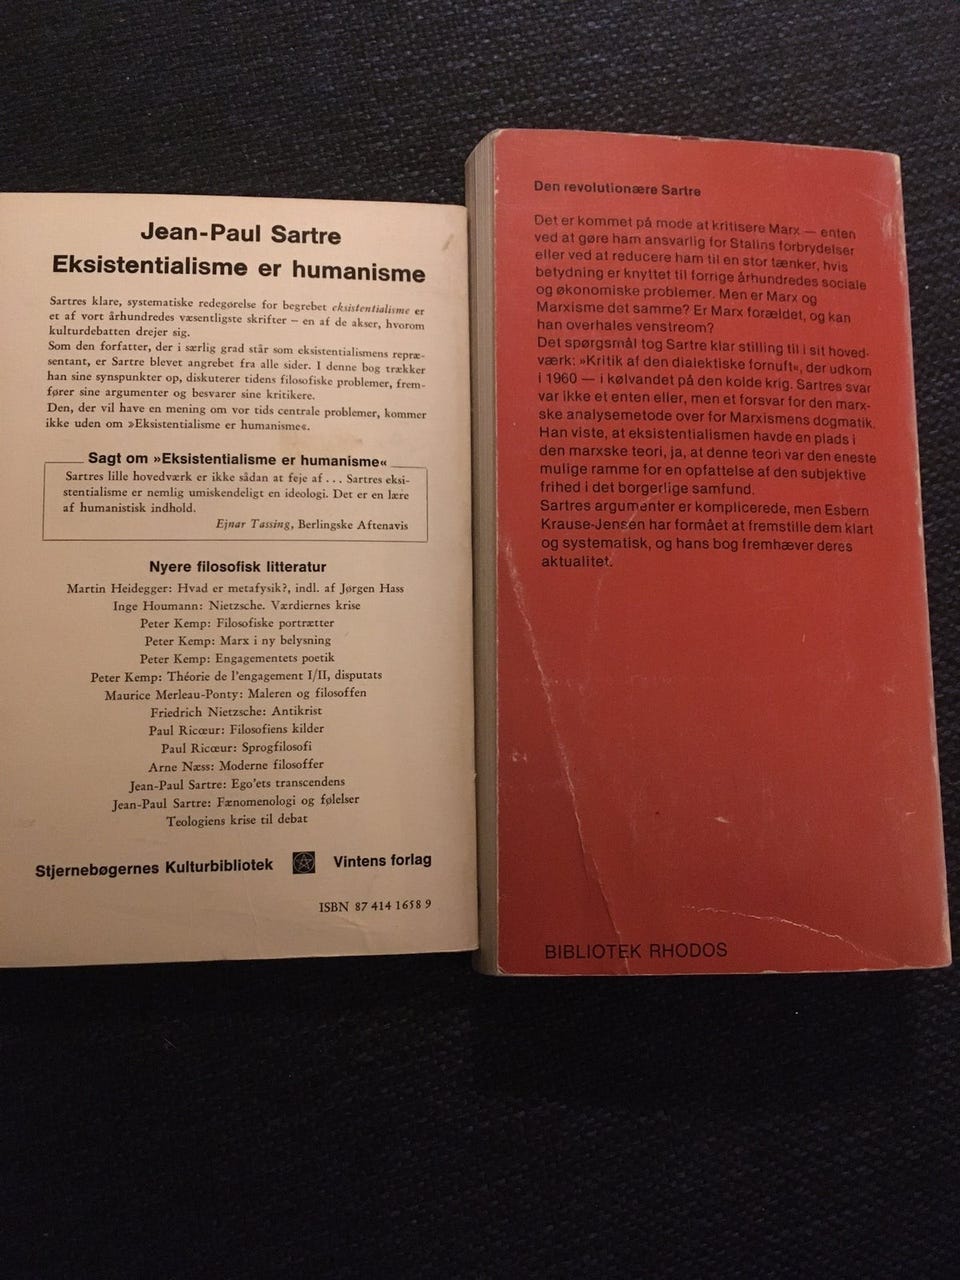 Jean-Paul Sartre
Eksistentialisme er humanisme
Sartres klare, systematiske redegørelse for begrebet eksistentialisme er
et af vort århundredes væsentligste skrifter – en af de akser, hvorom
kulturdebatten drejer sig.
Som den forfatter, der i særlig grad står som eksistentialismens repræ-
sentant, er Sartre blevet angrebet fra alle sider. I denne bog trækker
han sine synspunkter op, diskuterer tidens filosofiske problemer, frem-
fører sine argumenter og besvarer sine kritikere.
Den, der vil have en mening om vor tids centrale problemer, kommer
ikke uden om »Eksistentialisme er humanisme«.
Sagt om »Eksistentialisme er humanisme«
Sartres lille hovedværk er ikke sådan at feje af . . . Sartres eksi-
stentialisme er nemlig umiskendeligt en ideologi. Det er en lære
af humanistisk indhold.
Ejnar Tassing, Berlingske Aftenavis
Nyere filosofisk litteratur
Martin Heidegger: Hvad er metafysik?, indl. af Jørgen Hass
Inge Houmann: Nietzsche. Værdiernes krise
Peter Kemp: Filosofiske portrætter
Peter Kemp: Marx i ny belysning
Peter Kemp: Engagementets poetik
Peter Kemp: Théorie de l'engagement I/II, disputats
Maurice Merleau-Ponty: Maleren og filosoffen
Friedrich Nietzsche: Antikrist
Paul Ricœur: Filosofiens kilder
Paul Ricœur: Sprogfilosofi
Arne Næss: Moderne filosoffer
Jean-Paul Sartre: Ego'ets transcendens
Jean-Paul Sartre: Fænomenologi og følelser
Teologiens krise til debat
Stjernebøgernes Kulturbibliotek Vintens forlag
ISBN 87 414 1658 9
Den revolutionære Sartre
Det er kommet på mode at kritisere Marx — enten
ved at gøre ham ansvarlig for Stalins forbrydelser
eller ved at reducere ham til en stor tænker, hvis
betydning er knyttet til forrige århundredes sociale
og økonomiske problemer. Men er Marx og
Marxisme det samme? Er Marx forældet, og kan
han overhales venstreom?
Det spørgsmål tog Sartre klar stilling til i sit hoved-
værk: »Kritik af den dialektiske fornuft«, der udkom
i 1960 — i kølvandet på den kolde krig. Sartres svar
var ikke et enten eller, men et forsvar for den marx-
ske analysemetode over for Marxismens dogmatik.
Han viste, at eksistentialismen havde en plads i
den marxske teori, ja, at denne teori var den eneste
mulige ramme for en opfattelse af den subjektive
frihed i det borgerlige samfund.
Sartres argumenter er komplicerede, men Esbern
Krause-Jensen har formået at fremstille dem klart
og systematisk, og hans bog fremhæver deres
aktualitet.
BIBLIOTEK RHODOS